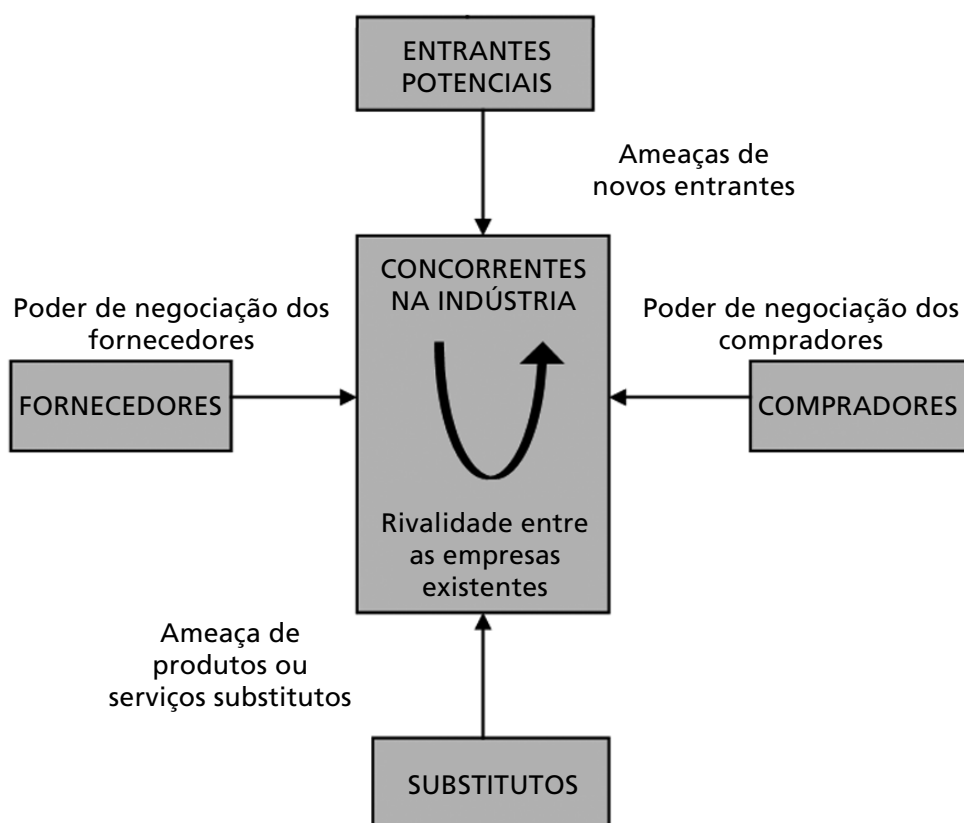 ENTRANTES
POTENCIAIS
Ameaças de
novos entrantes
CONCORRENTES
NA INDÚSTRIA
Poder de negociação dos
fornecedores
FORNECEDORES
Poder de negociação dos
compradores
COMPRADORES
Rivalidade entre
as empresas
existentes
Ameaça de
produtos ou
serviços substitutos
SUBSTITUTOS